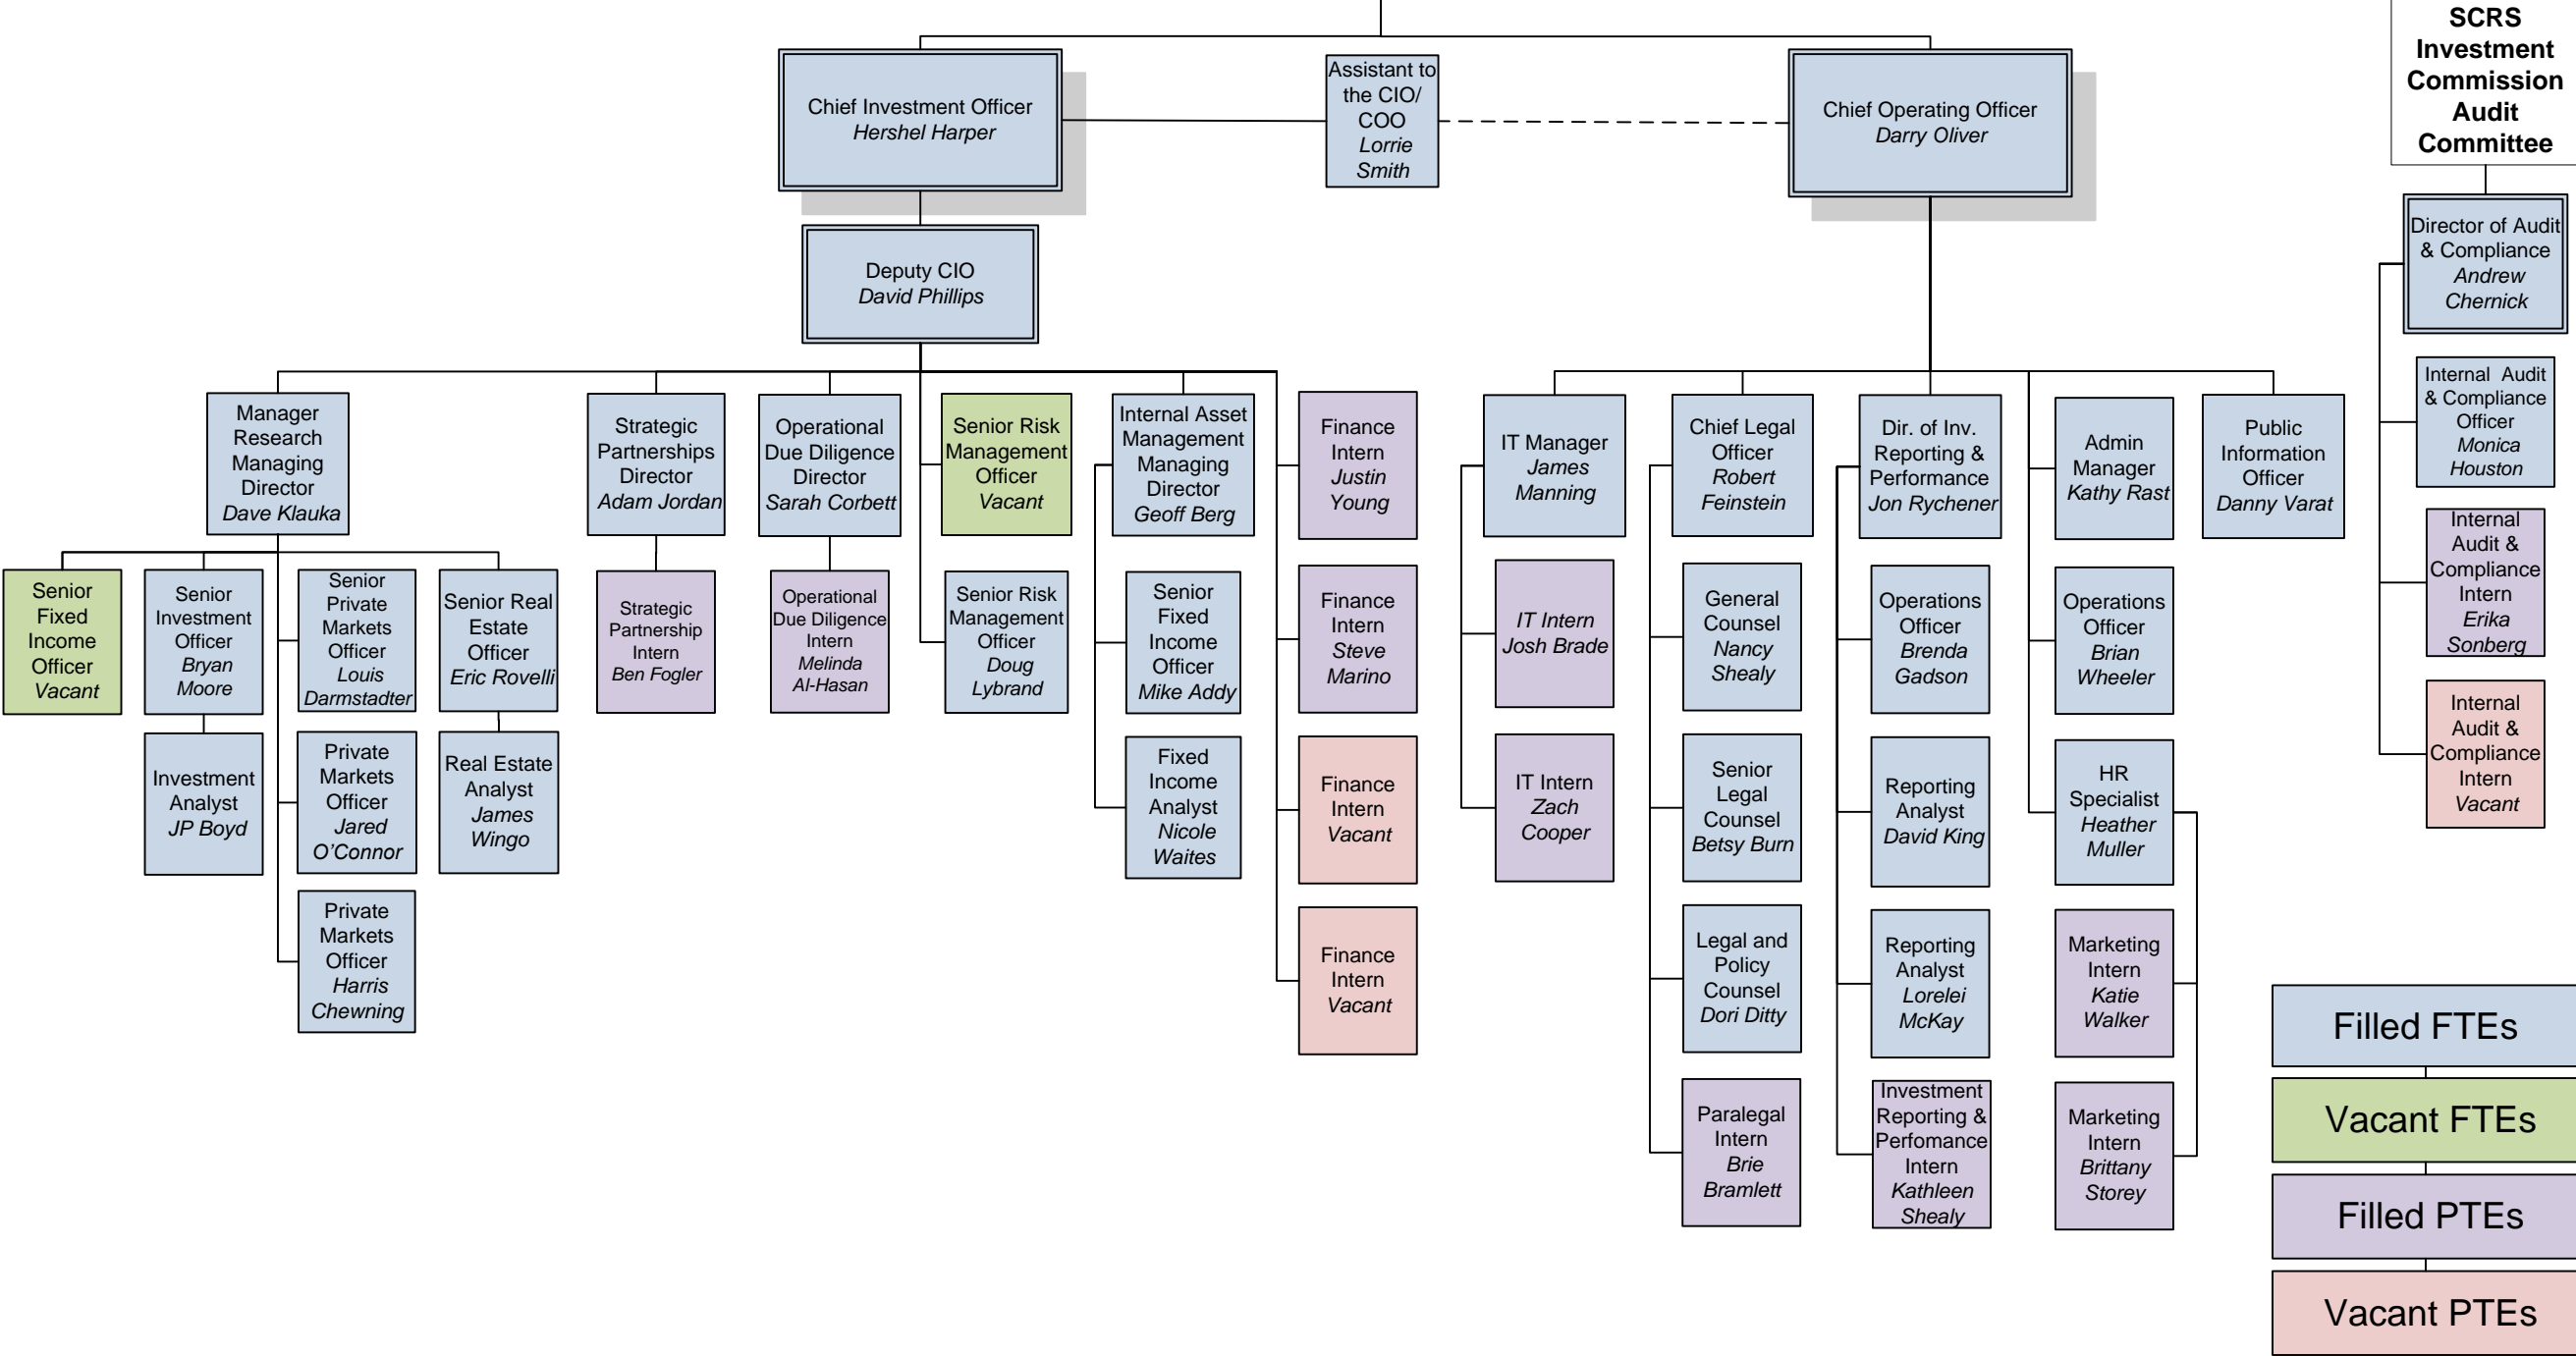 SCRS
Investment
Commission
Audit
Committee
Chief Investment Officer
Hershel Harper
Assistant to
the CIO/
COO
Lorrie
Smith
Chief Operating Officer
Darry Oliver
Director of Audit
& Compliance
Andrew
Chernick
Deputy CIO
David Phillips
Internal Audit
& Compliance
Officer
Monica
Houston
Internal
Audit &
Compliance
Intern
Erika
Sonberg
Internal
Audit &
Compliance
Intern
Vacant
Manager
Research
Managing
Director
Dave Klauka
Strategic
Partnerships
Director
Adam Jordan
Operational
Due Diligence
Director
Sarah Corbett
Senior Risk
Management
Officer
Vacant
Internal Asset
Management
Managing
Director
Geoff Berg
Finance
Intern
Justin
Young
IT Manager
James
Manning
Chief Legal
Officer
Robert
Feinstein
Dir. of Inv.
Reporting &
Performance
Jon Rychener
Admin
Manager
Kathy Rast
Public
Information
Officer
Danny Varat
Senior
Fixed
Income
Officer
Vacant
Senior
Investment
Officer
Bryan
Moore
Senior
Private
Markets
Officer
Louis
Darmstadter
Senior Real
Estate
Officer
Eric Rovelli
Strategic
Partnership
Intern
Ben Fogler
Operational
Due Diligence
Intern
Melinda
Al-Hasan
Senior Risk
Management
Officer
Doug
Lybrand
Senior
Fixed
Income
Officer
Mike Addy
Finance
Intern
Steve
Marino
IT Intern
Josh Brade
General
Counsel
Nancy
Shealy
Operations
Officer
Brenda
Gadson
Operations
Officer
Brian
Wheeler
Investment
Analyst
JP Boyd
Private
Markets
Officer
Jared
O’Connor
Real Estate
Analyst
James
Wingo
Fixed
Income
Analyst
Nicole
Waites
Finance
Intern
Vacant
IT Intern
Zach
Cooper
Senior
Legal
Counsel
Betsy Burn
Reporting
Analyst
David King
HR
Specialist
Heather
Muller
Private
Markets
Officer
Harris
Chewning
Finance
Intern
Vacant
Legal and
Policy
Counsel
Dori Ditty
Reporting
Analyst
Lorelei
McKay
Marketing
Intern
Katie
Walker
Paralegal
Intern
Brie
Bramlett
Investment
Reporting &
Perfomance
Intern
Kathleen
Shealy
Marketing
Intern
Brittany
Storey
Filled FTEs
Vacant FTEs
Filled PTEs
Vacant PTEs